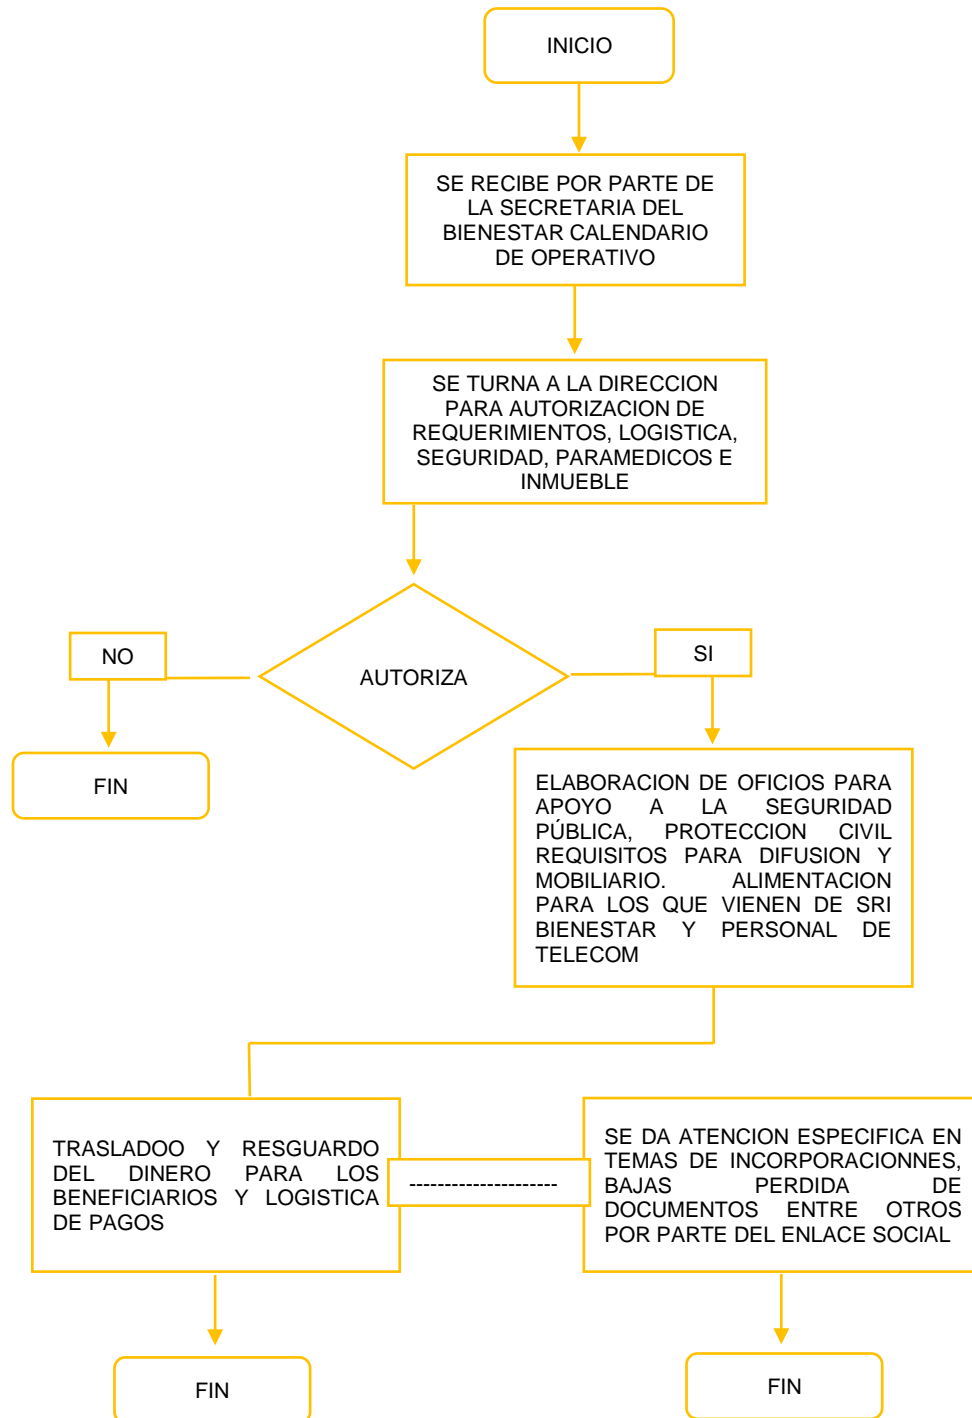 INICIO
SE RECIBE POR PARTE DE
LA SECRETARIA DEL
BIENESTAR CALENDARIO
DE OPERATIVO
SE TURNA A LA DIRECCION
PARA AUTORIZACION DE
REQUERIMIENTOS, LOGISTICA,
SEGURIDAD, PARAMEDICOS E
INMUEBLE
NO
AUTORIZA
SI
FIN
ELABORACION DE OFICIOS PARA
APOYO A LA SEGURIDAD
PÚBLICA, PROTECCION CIVIL
REQUISITOS PARA DIFUSION Y
MOBILIARIO. ALIMENTACION
PARA LOS QUE VIENEN DE SRI
BIENESTAR Y PERSONAL DE
TELECOM
TRASLADOO Y RESGUARDO
DEL DINERO PARA LOS
BENEFICIARIOS Y LOGISTICA
DE PAGOS
---------------------
SE DA ATENCION ESPECIFICA EN
TEMAS DE INCORPORACIONNES,
BAJAS PERDIDA DE
DOCUMENTOS ENTRE OTROS
POR PARTE DEL ENLACE SOCIAL
FIN
FIN